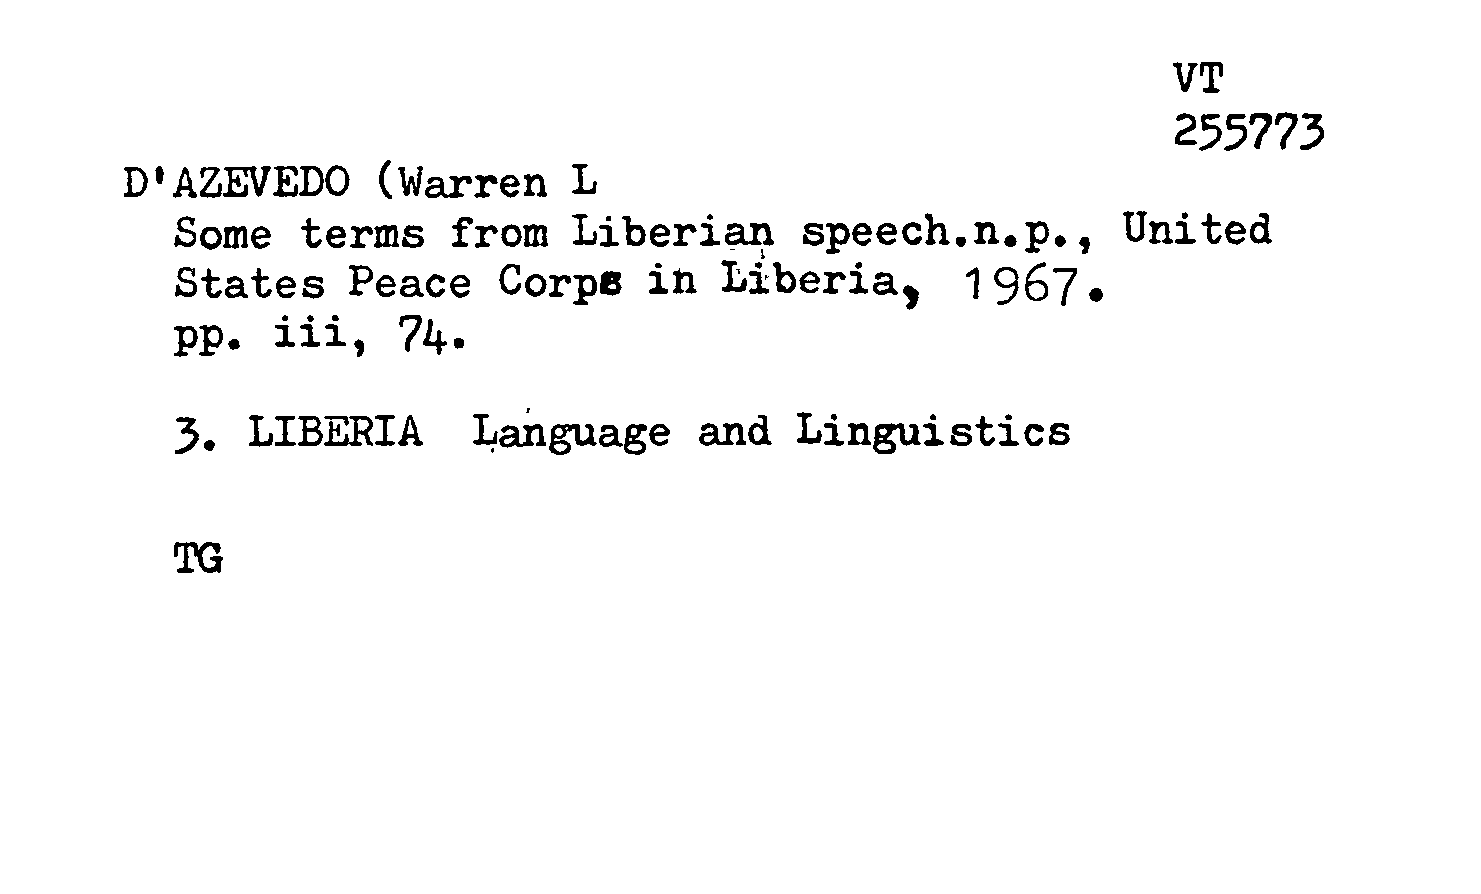 VT
255773
D'AZEVEDO (Warren L
Some terms from Liberian speech.n.p., United
States Peace Corps in Liberia, 1967.
pp. iii, 74.
3. LIBERIA Language and Linguistics
TG